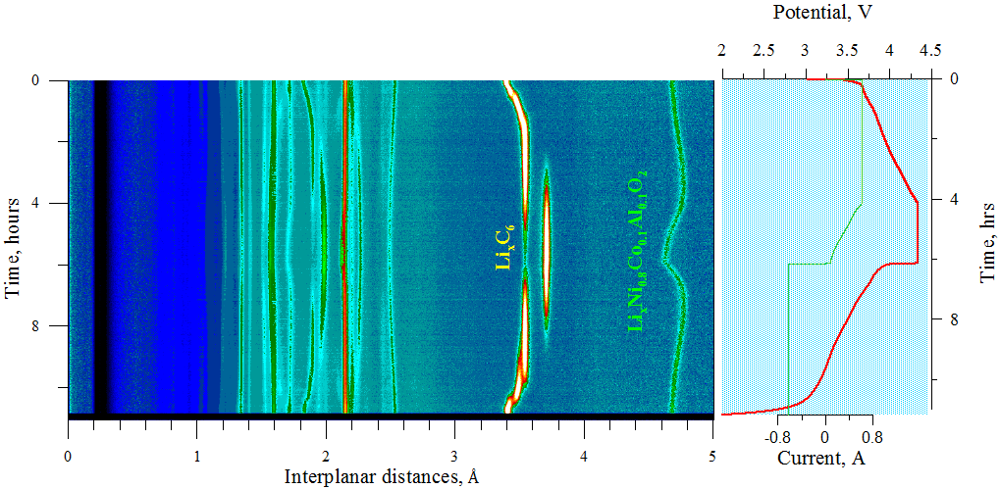 Potential, V
2 2.5 3 3.5 4 4.5
0 4 8
Time, hours
LixC6
LixNi0.8Co0.1Al0.1O2
0 4 8
Time, hrs
0 1 2 3 4 5
Interplanar distances, Å
-0.8 0 0.8
Current, A